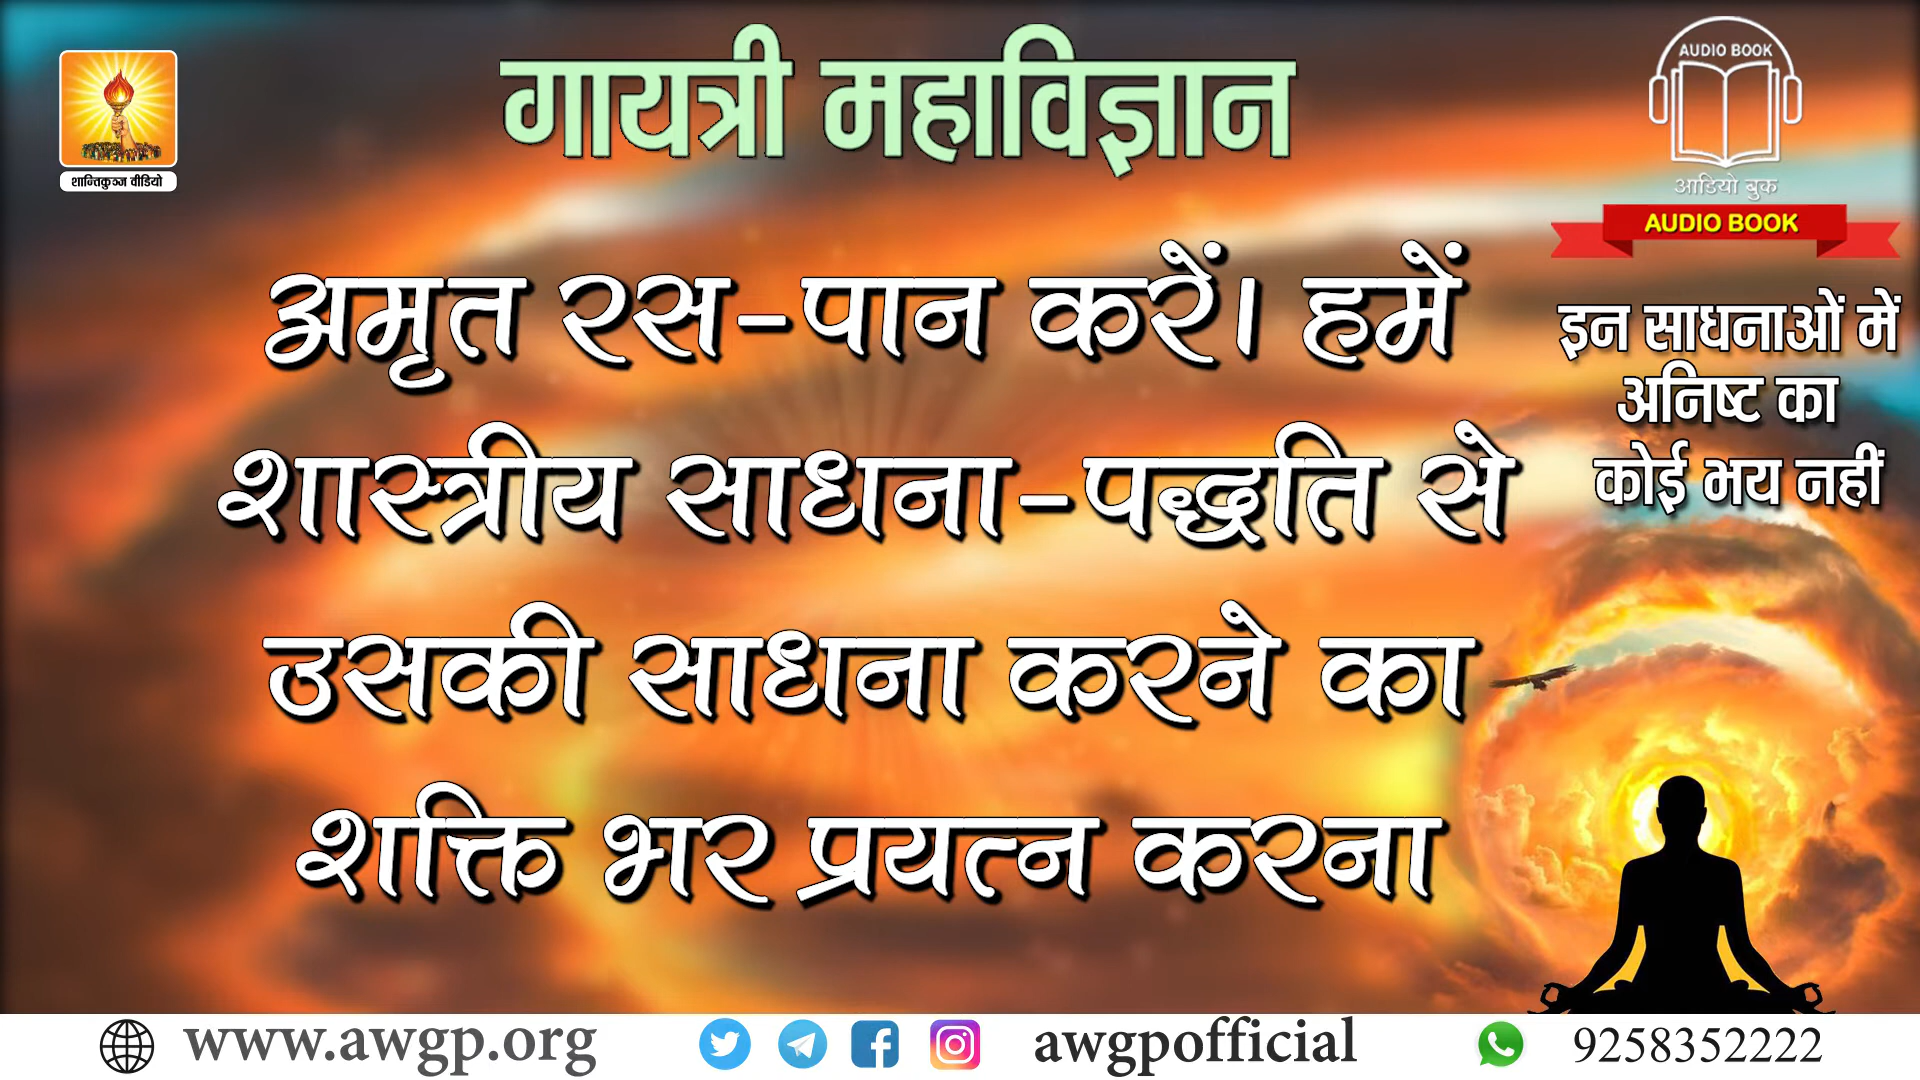 गायत्री महाविज्ञान
AUDIO BOOK
आडियो बुक
AUDIO BOOK
शान्तिकुञ्ज वीडियो
अमृत रस-पान करें। हमें
शास्त्रीय साधना-पद्धति से
उसकी साधना करने का
शक्ति भर प्रयत्न करना
इन साधनाओं में
अनिष्ट का
कोई भय नहीं
www.awgp.org
awgpofficial
9258352222